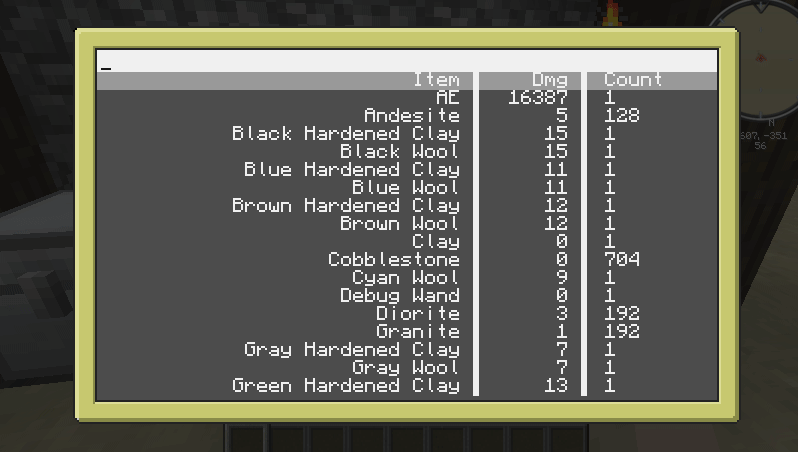 _
Item Dmg Count
AE 16387 1
Andesite 5 128
Black Hardened Clay 15 1
Black Wool 15 1
Blue Hardened Clay 11 1
Blue Wool 11 1
Brown Hardened Clay 12 1
Brown Wool 12 1
Clay 0 1
Cobblestone 0 704
Cyan Wool 9 1
Debug Wand 0 1
Diorite 3 192
Granite 1 192
Gray Hardened Clay 7 1
Gray Wool 7 1
Green Hardened Clay 13 1
N
607, -351
56